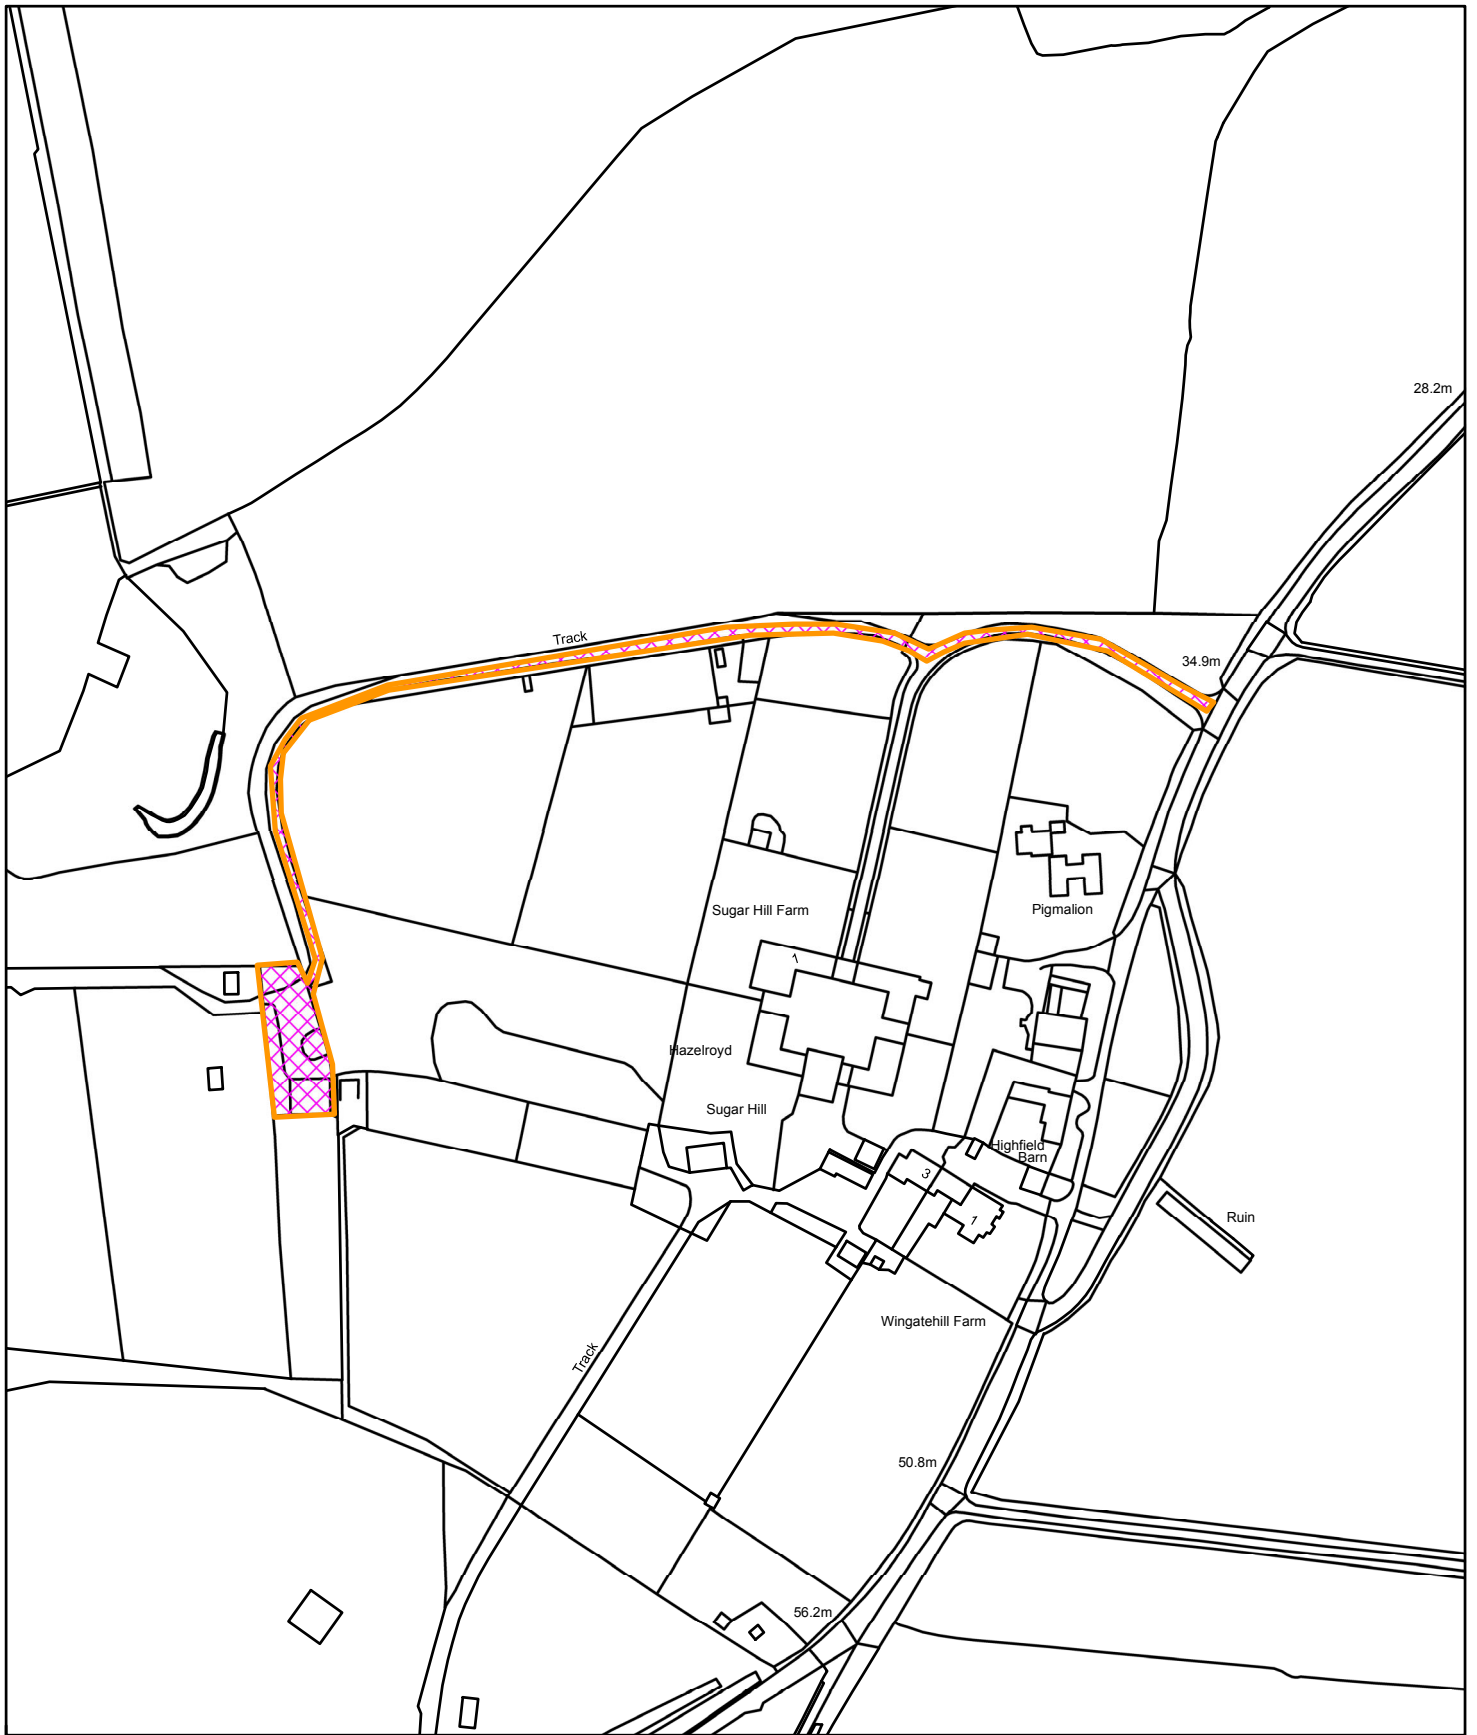 28.2m
Track
34.9m
Sugar Hill Farm
Pigmalion
1
Hazelroyd
Sugar Hill
Highfield
Barn
3
1
Ruin
Wingatehill Farm
Track
50.8m
56.2m